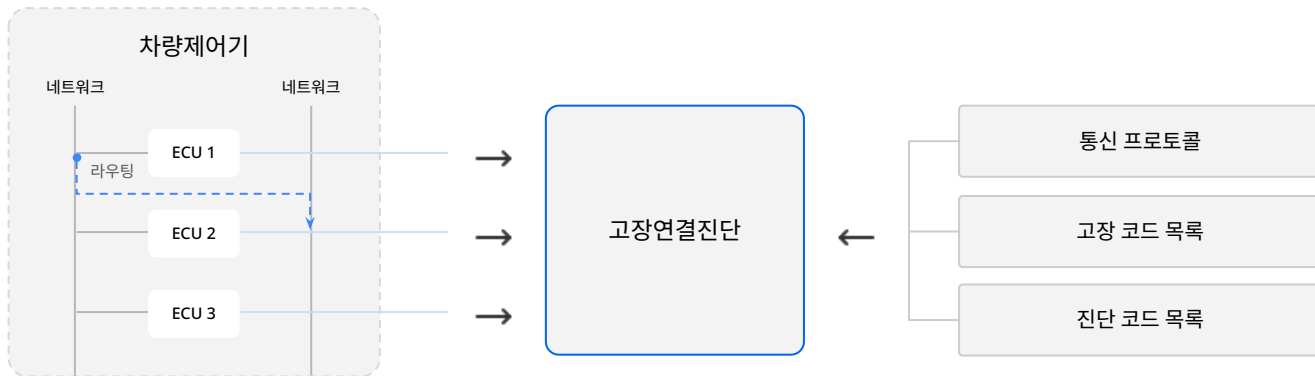 차량제어기
네트워크
네트워크
ECU 1
라우팅
ECU 2
ECU 3
고장연결진단
통신 프로토콜
고장 코드 목록
진단 코드 목록